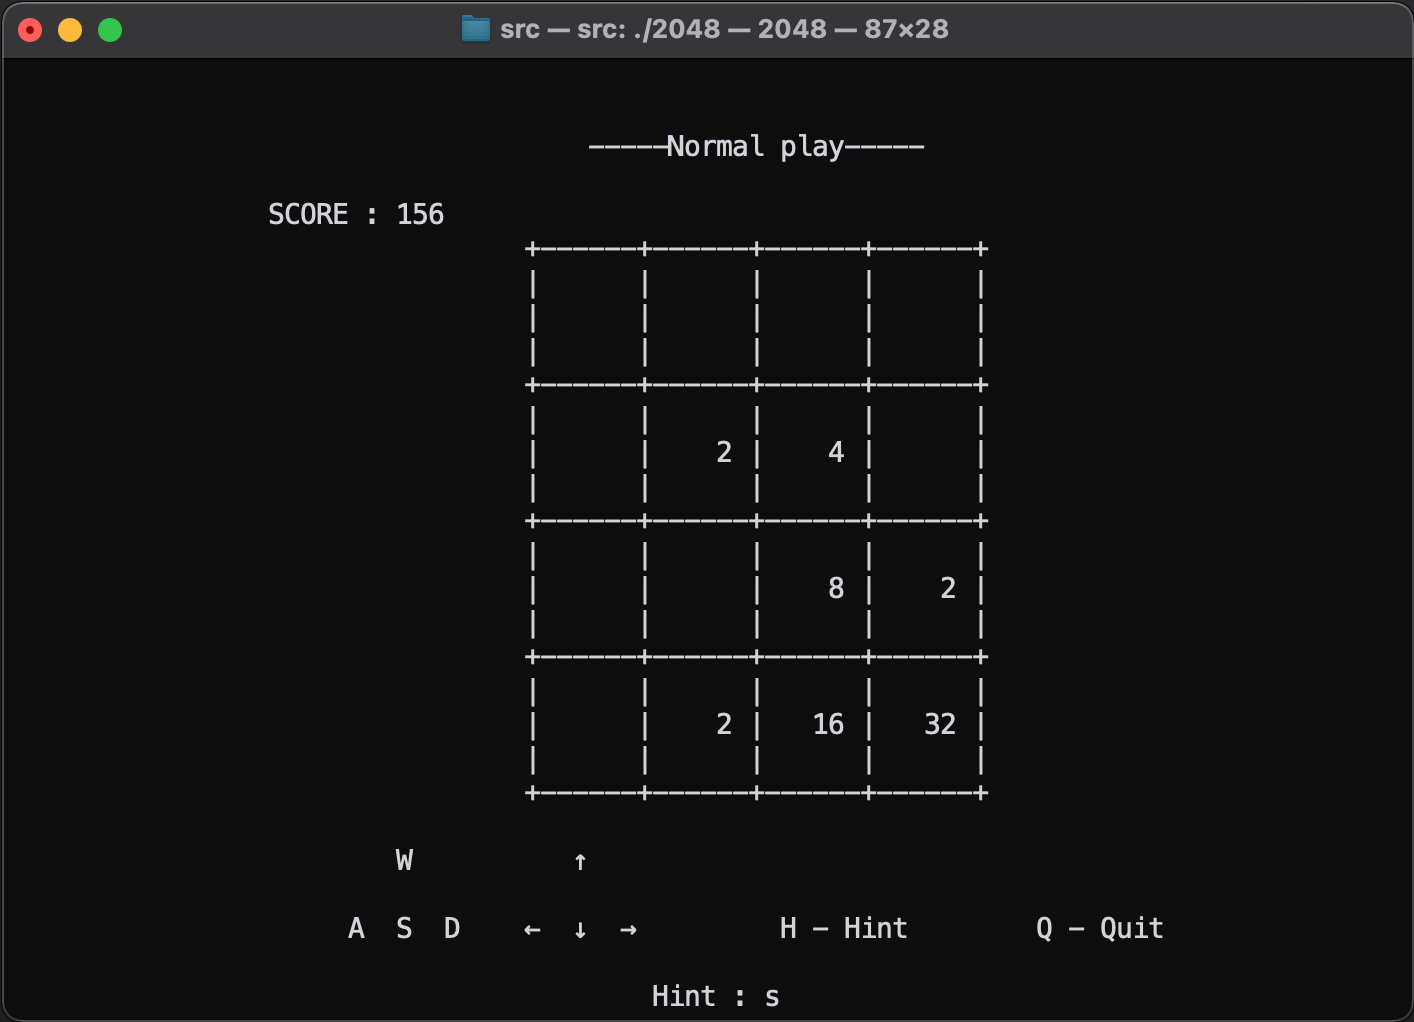 src — src: ./2048 — 2048 — 87×28
-----Normal play-----
SCORE : 156
2 4
8 2
2 16 32
W ↑
A S D ← ↓ → H - Hint Q - Quit
Hint : s